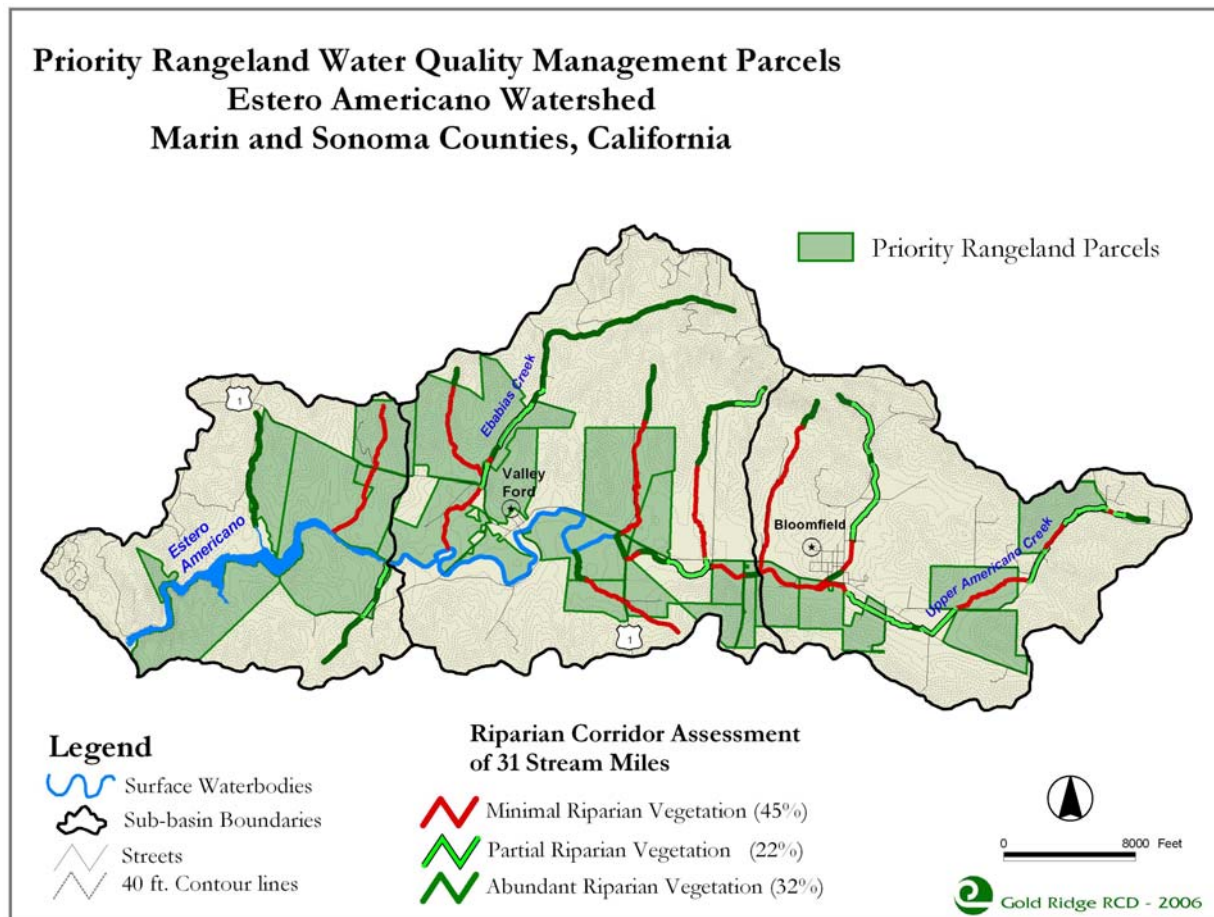 Priority Rangeland Water Quality Management Parcels
Estero Americano Watershed
Marin and Sonoma Counties, California
Priority Rangeland Parcels
1
Ebabias Creek
Valley
Ford
Estero
Americano
Bloomfield
Upper Americano Creek
1
Legend
Surface Waterbodies
Sub-basin Boundaries
Streets
40 ft. Contour lines
Riparian Corridor Assessment
of 31 Stream Miles
Minimal Riparian Vegetation (45%)
Partial Riparian Vegetation (22%)
Abundant Riparian Vegetation (32%)
0 8000 Feet
Gold Ridge RCD - 2006